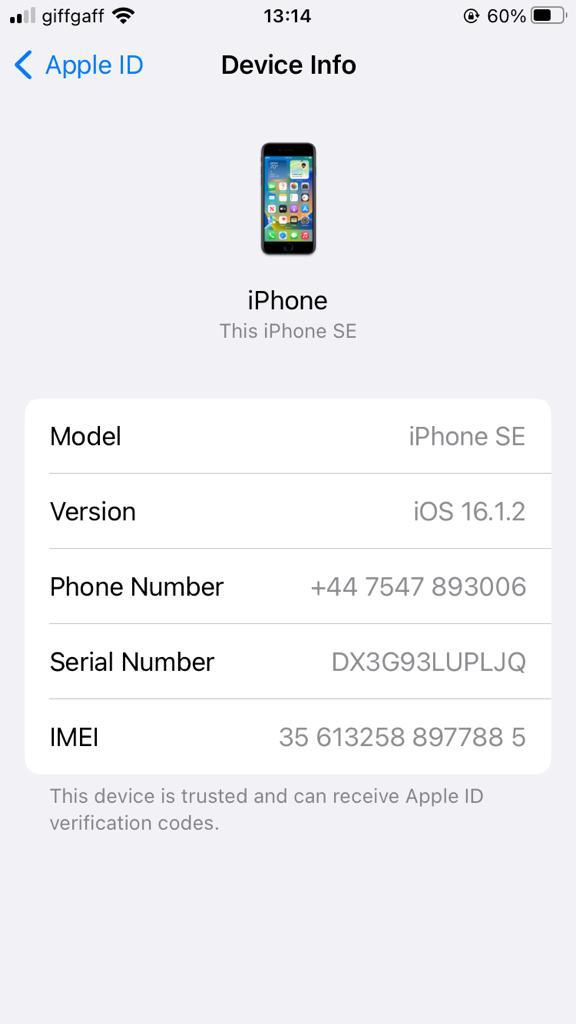 giffgaff 13:14 60%
Apple ID Device Info
iPhone
This iPhone SE
Model iPhone SE
Version iOS 16.1.2
Phone Number +44 7547 893006
Serial Number DX3G93LUPLJQ
IMEI 35 613258 897788 5
This device is trusted and can receive Apple ID
verification codes.